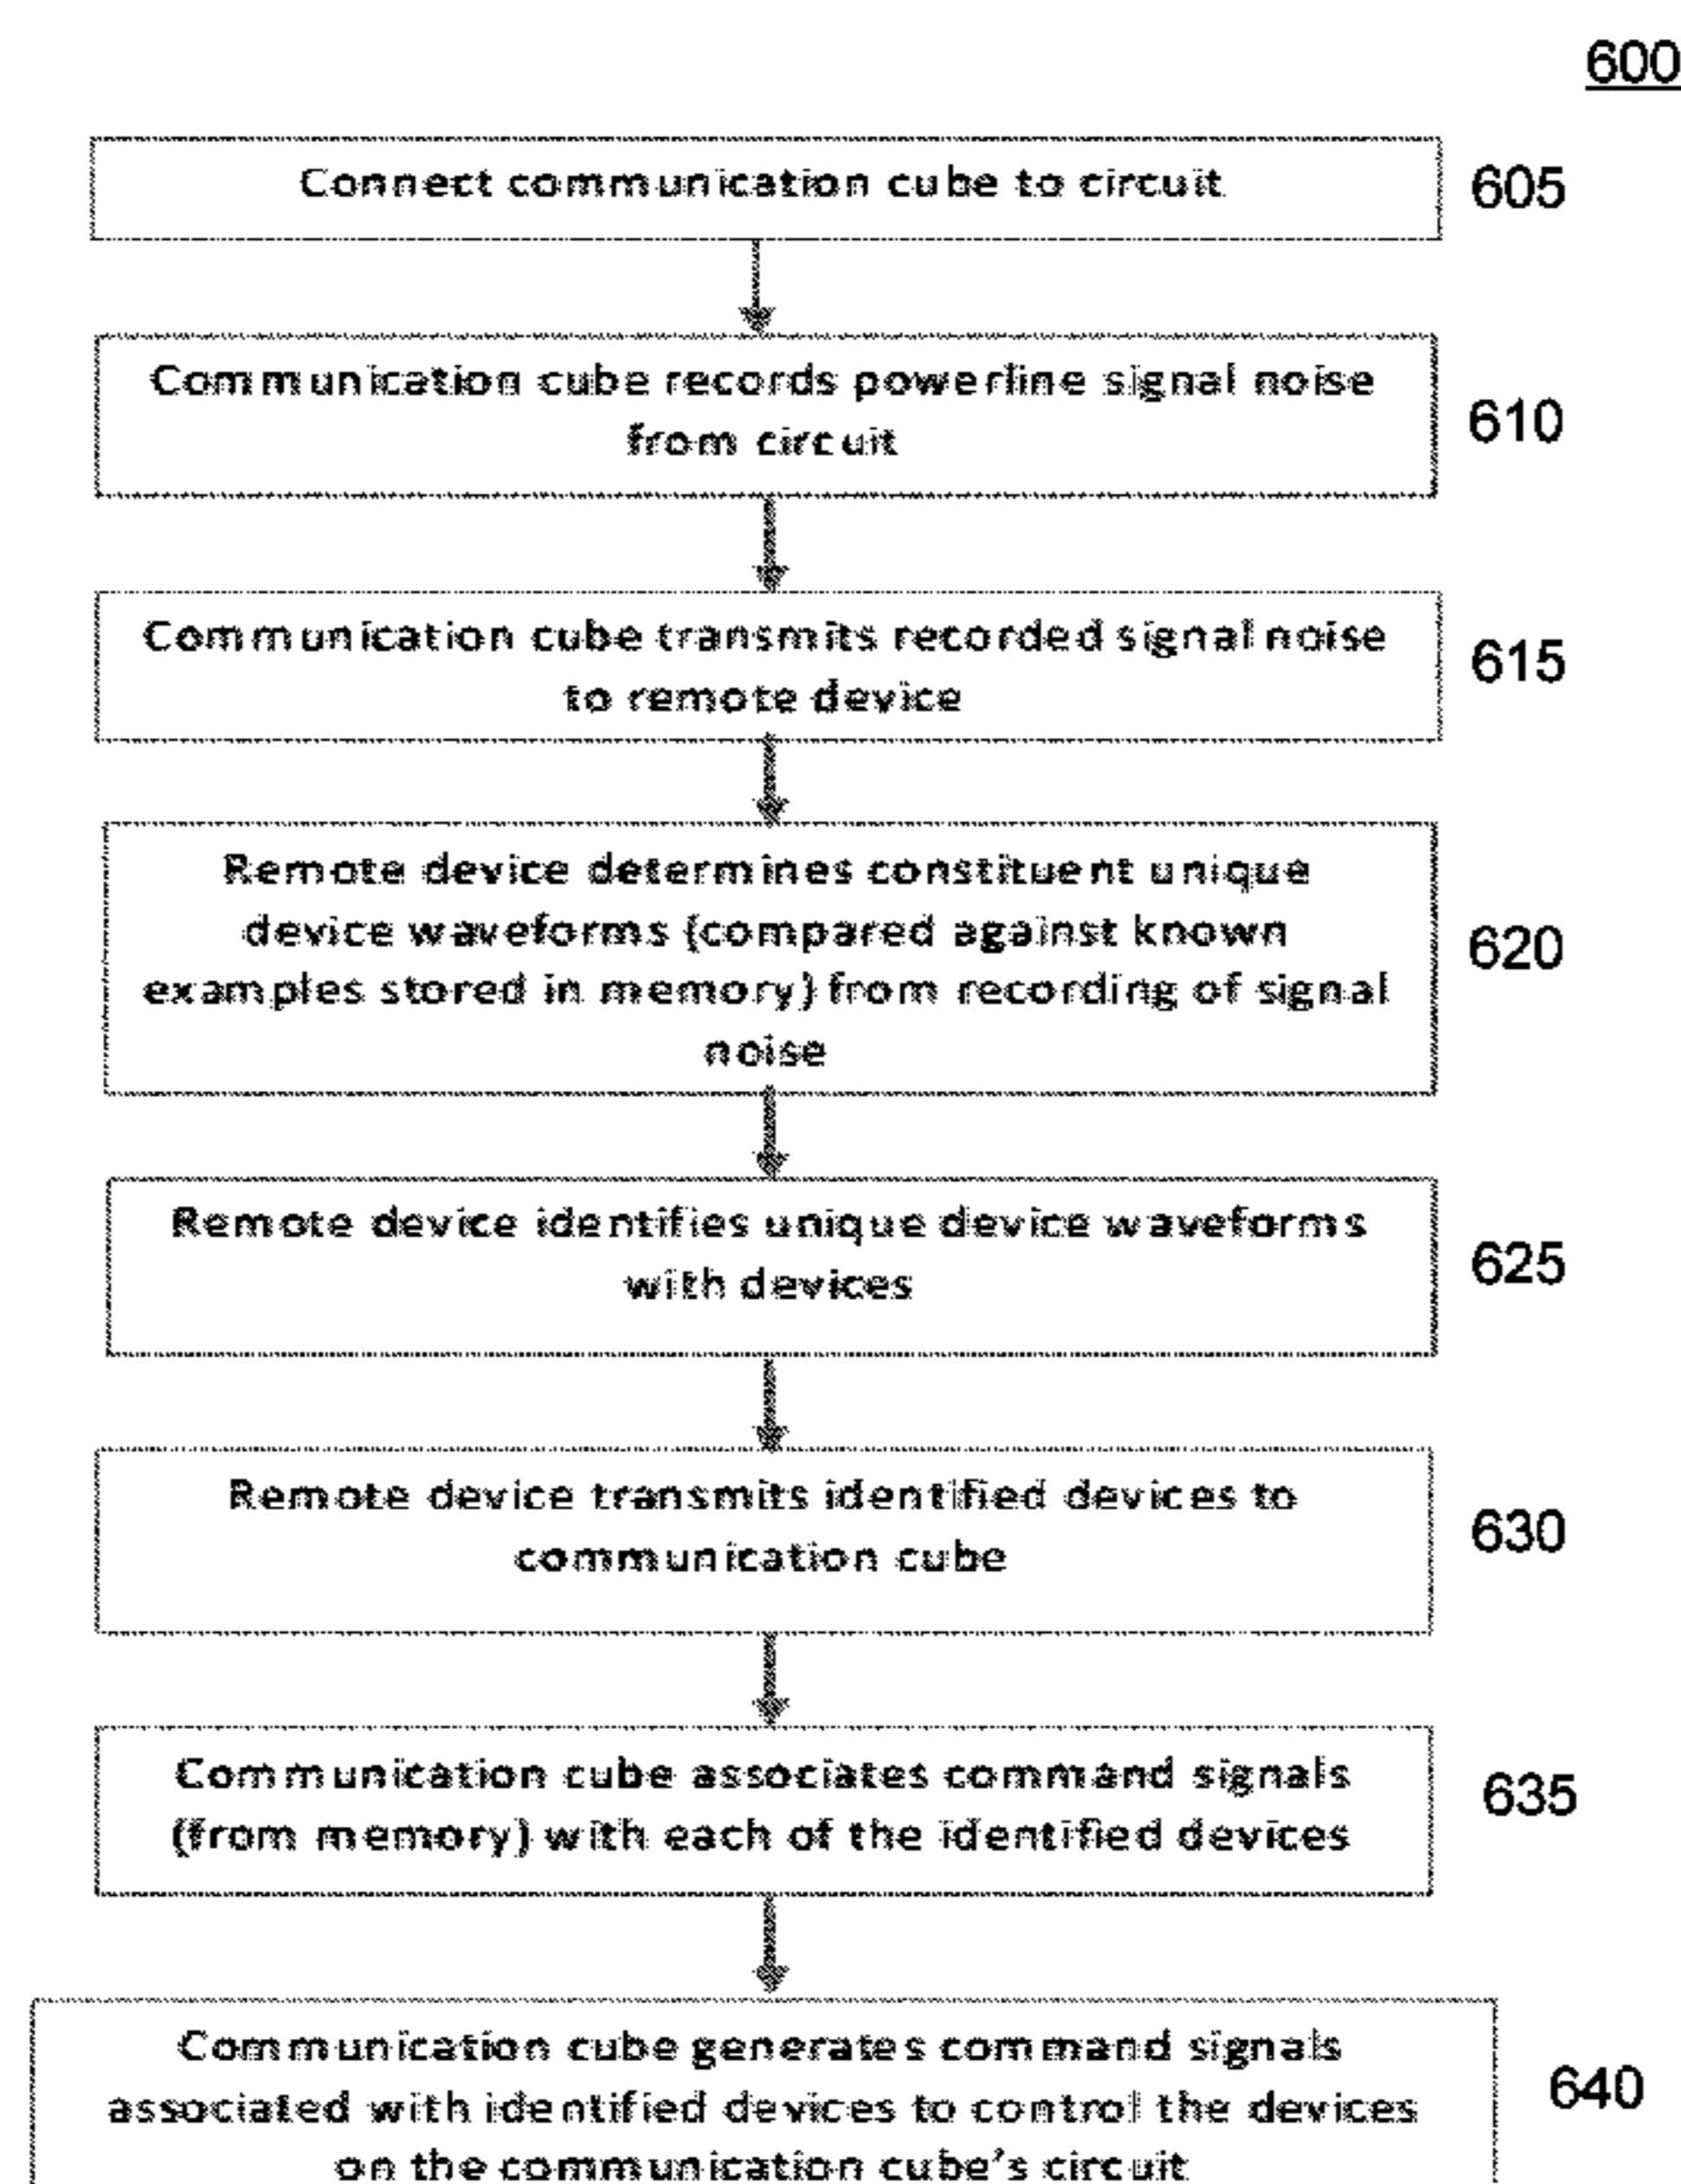 600
Connect communication cube to circuit
605
Communication cube records powerline signal noise
from circuit
610
Communication cube transmits recorded signal noise
to remote device
615
Remote device determines constituent unique
device waveforms (compared against known
examples stored in memory) from recording of signal
noise
620
Remote device identifies unique device waveforms
with devices
625
Remote device transmits identified devices to
communication cube
630
Communication cube associates command signals
(from memory) with each of the identified devices
635
Communication cube generates command signals
associated with identified devices to control the devices
on the communication cube's circuit
640